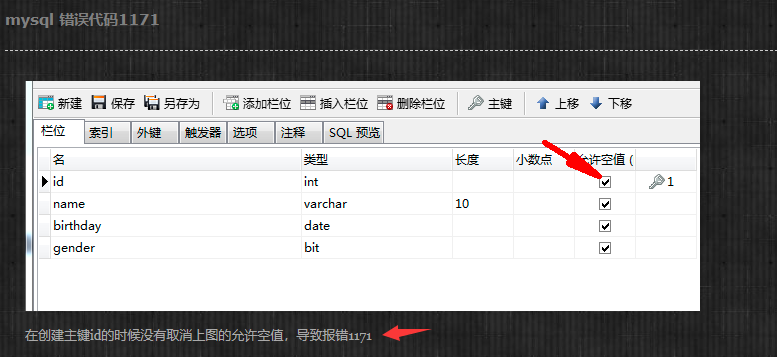 mysql 错误代码1171
新建 保存 另存为 添加栏位 插入栏位 删除栏位 主键 上移 下移
栏位 索引 外键 触发器 选项 注释 SQL 预览
名 类型 长度 小数点 允许空值 (
id int 1
name varchar 10
birthday date
gender bit
在创建主键id的时候没有取消上图的允许空值，导致报错1171